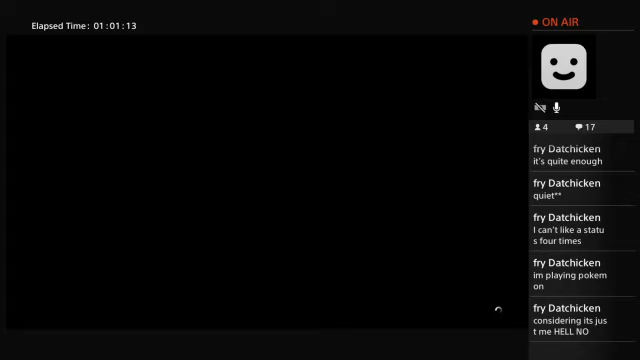 Elapsed Time: 01:01:13
ON AIR
4 17
fry Datchicken
it's quite enough
fry Datchicken
quiet**
fry Datchicken
I can't like a statu
s four times
fry Datchicken
im playing pokem
on
fry Datchicken
considering its jus
t me HELL NO